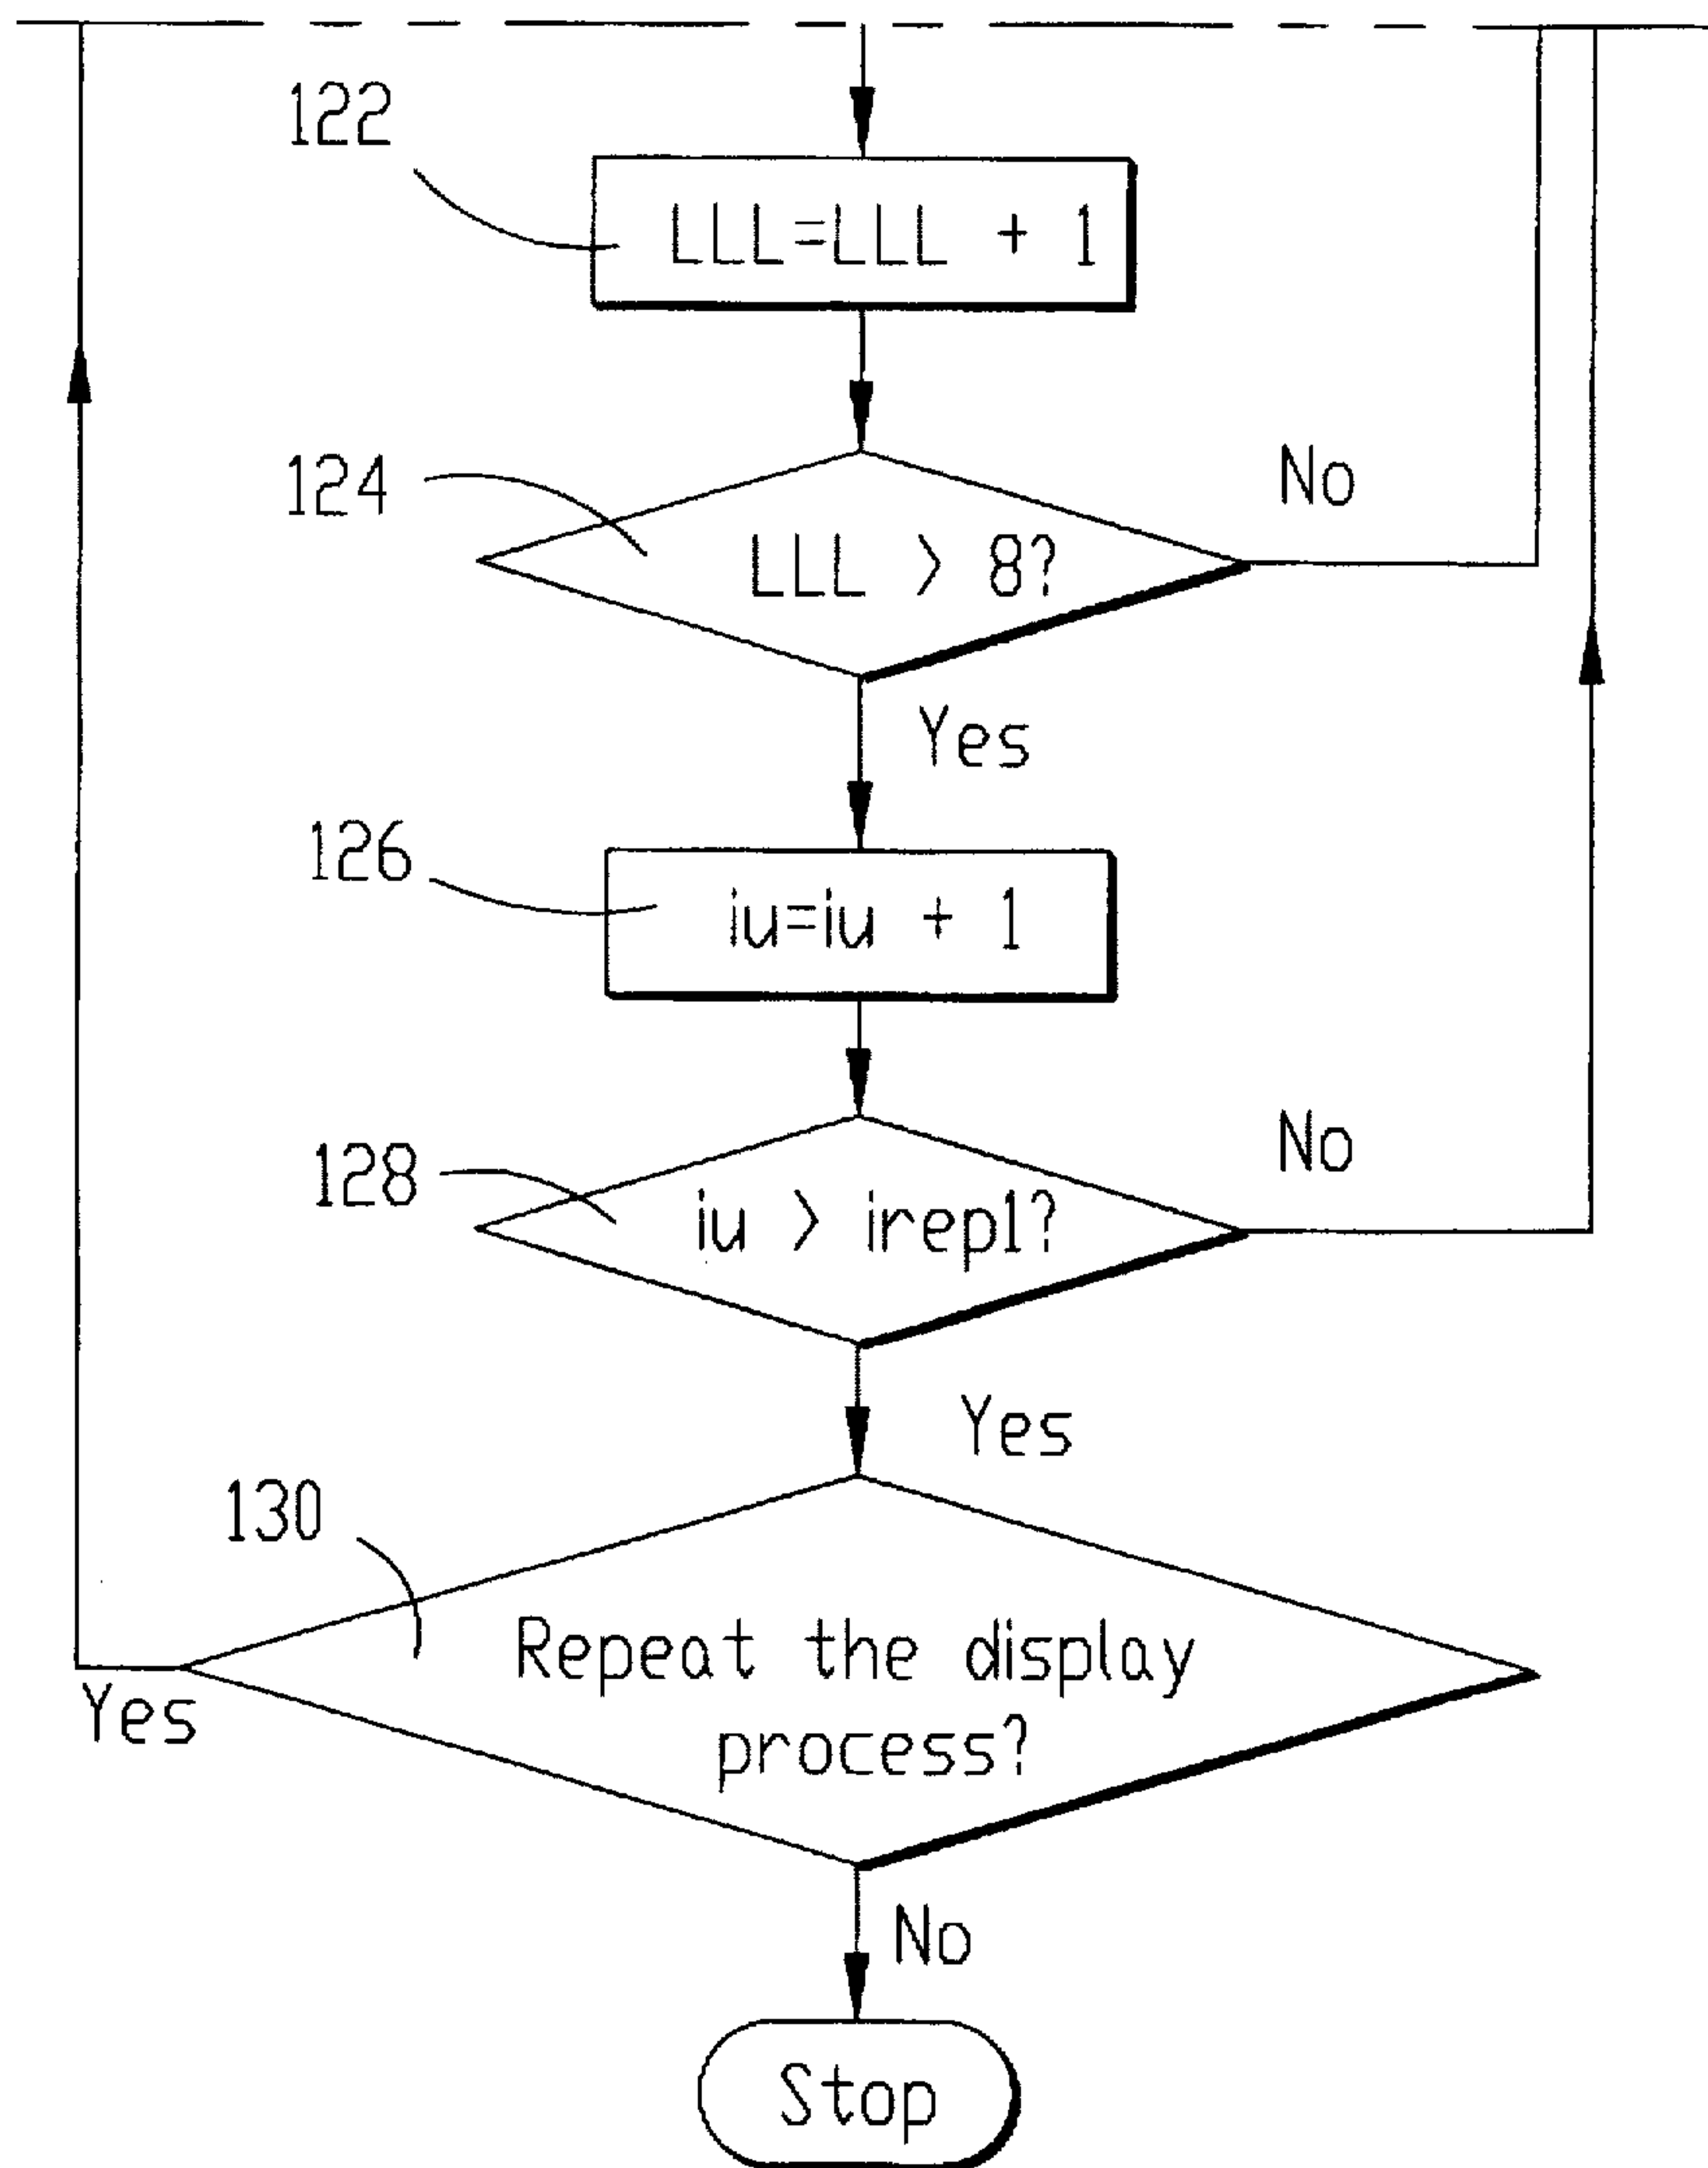 122
LLL=LLL + 1
124
No
LLL > 8?
Yes
126
iu=iu + 1
128
No
iu > irep1?
Yes
130
Repeat the display
process?
Yes
No
Stop